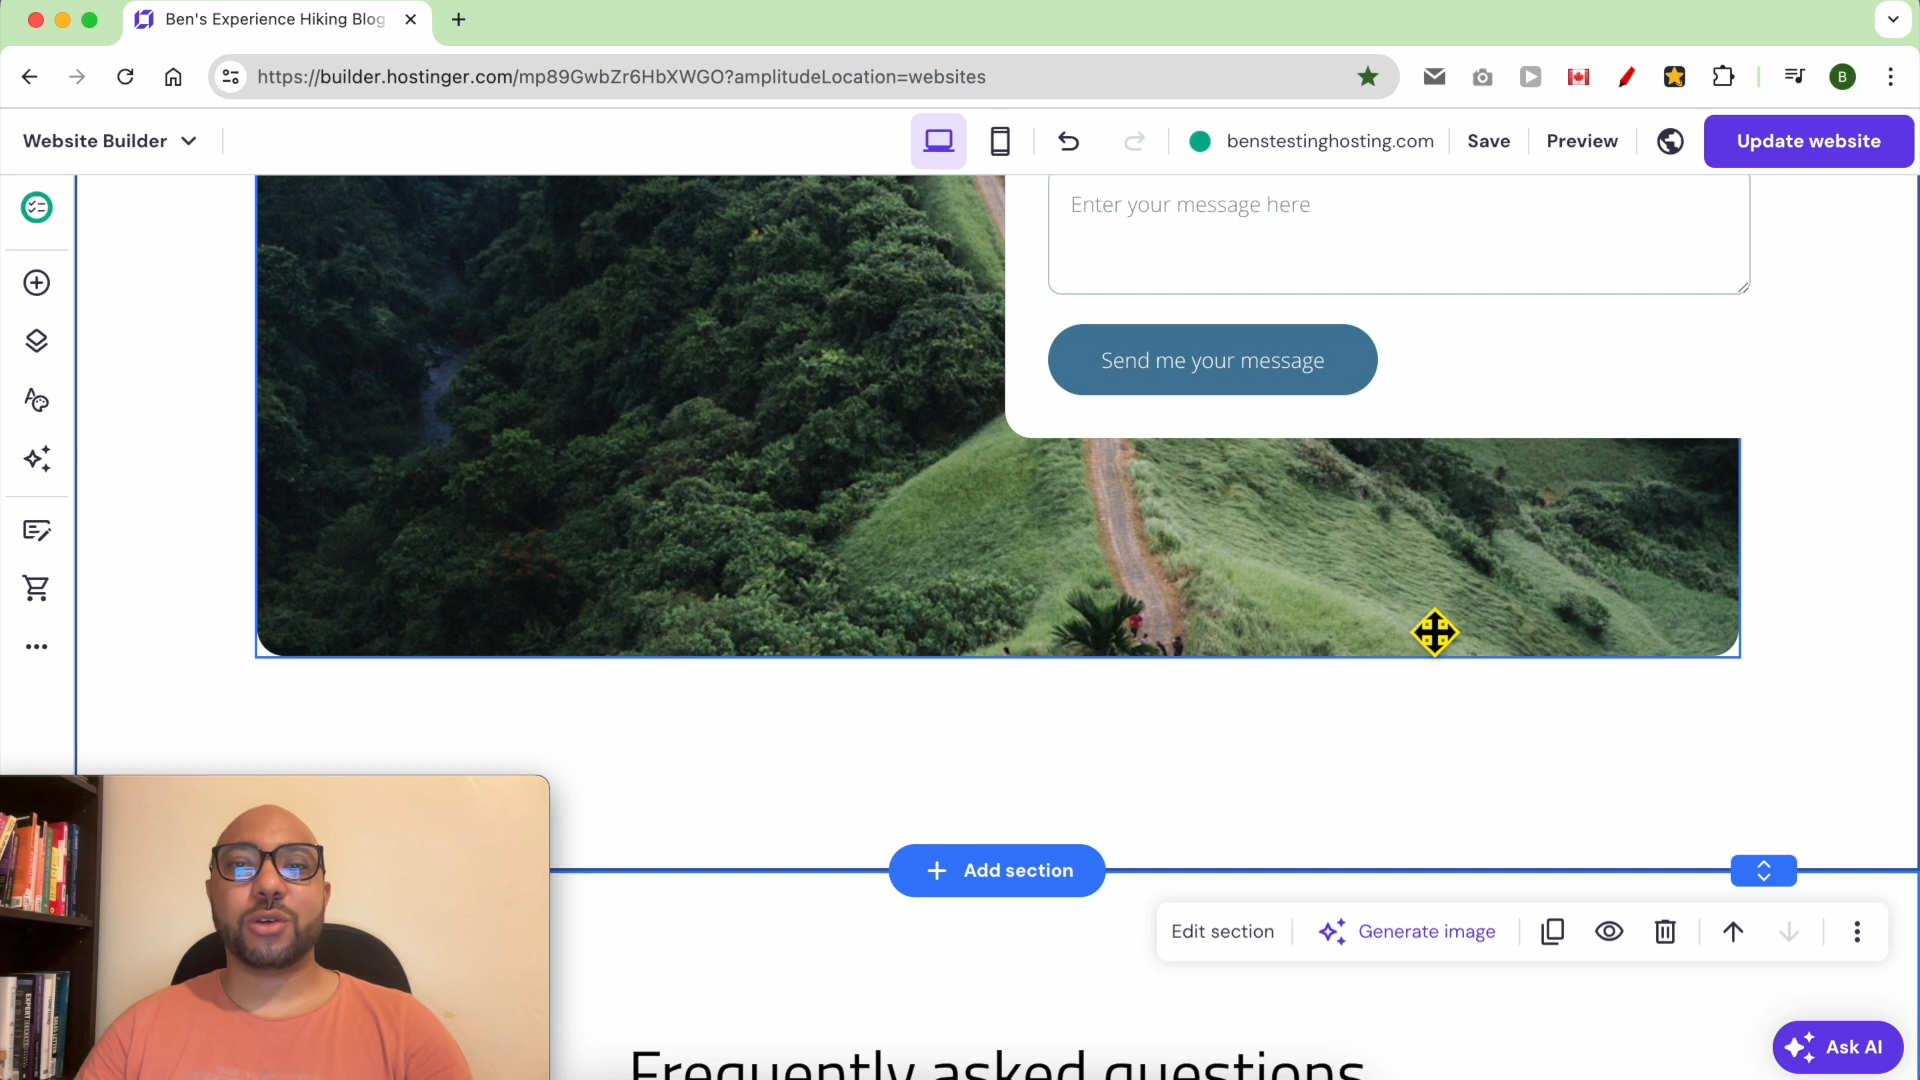 Ben's Experience Hiking Blog
https://builder.hostinger.com/mp89GwbZr6HbXWGO?amplitudeLocation=websites
B
Website Builder
benstestinghosting.com
Save
Preview
Update website
Enter your message here
Send me your message
Add section
Edit section
Generate image
Frequently asked questions
Ask AI
EXPERT